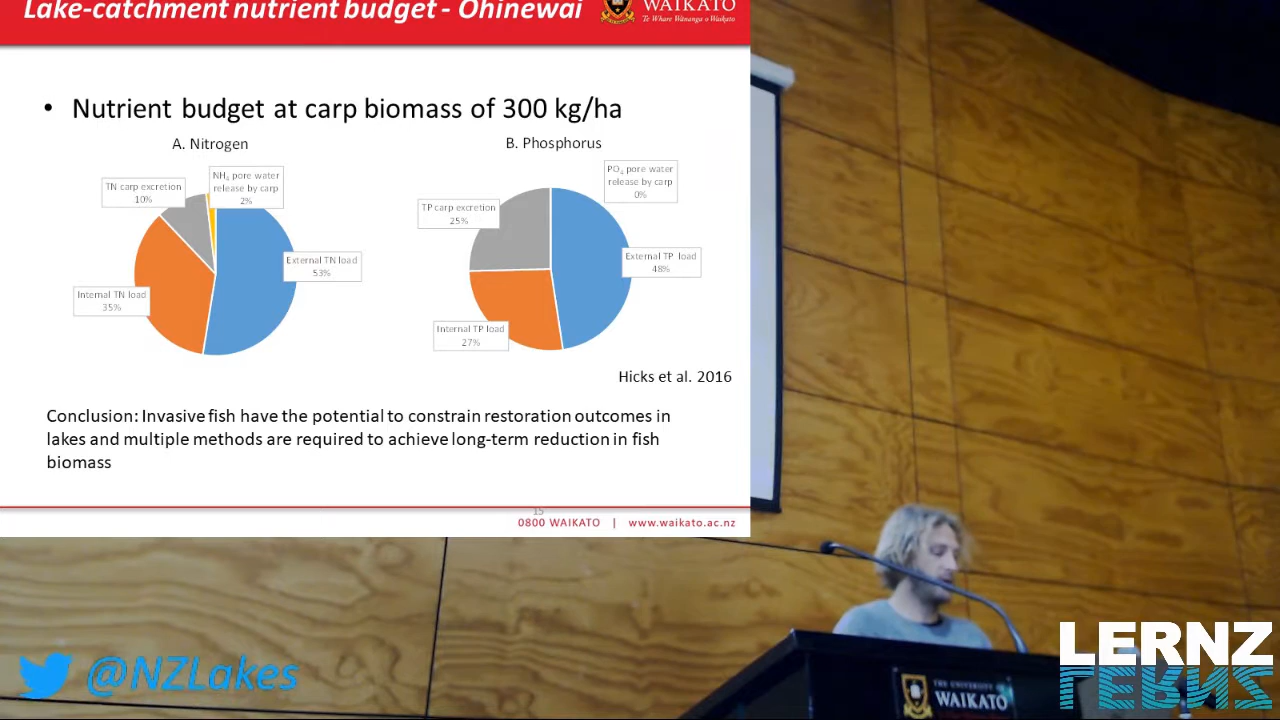 Lake-catchment nutrient budget - Ohinewai
WAIKATO
Te Whare Wānanga o Waikato
• Nutrient budget at carp biomass of 300 kg/ha
A. Nitrogen
TN carp excretion
10%
NH₄ pore water
release by carp
2%
External TN load
53%
Internal TN load
35%
B. Phosphorus
PO₄ pore water
release by carp
0%
TP carp excretion
25%
External TP load
48%
Internal TP load
27%
Hicks et al. 2016
Conclusion: Invasive fish have the potential to constrain restoration outcomes in
lakes and multiple methods are required to achieve long-term reduction in fish
biomass
15
0800 WAIKATO | www.waikato.ac.nz
@NZLakes
THE UNIVERSITY OF
WAIKATO
LERNZ